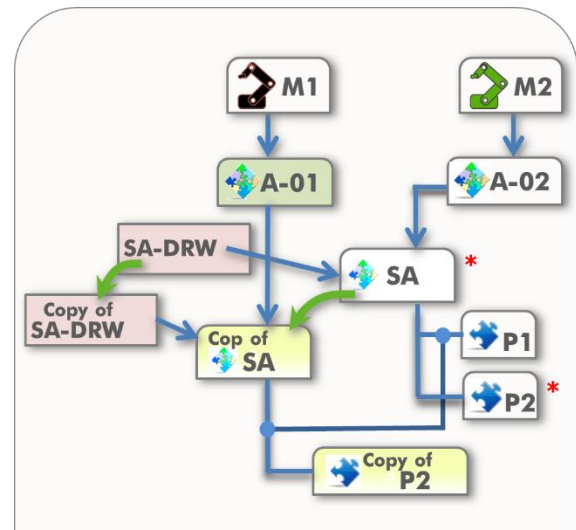 M1
M2
A-01
A-02
SA-DRW
SA
*
Copy of
SA-DRW
Cop of
SA
P1
P2
*
Copy of
P2